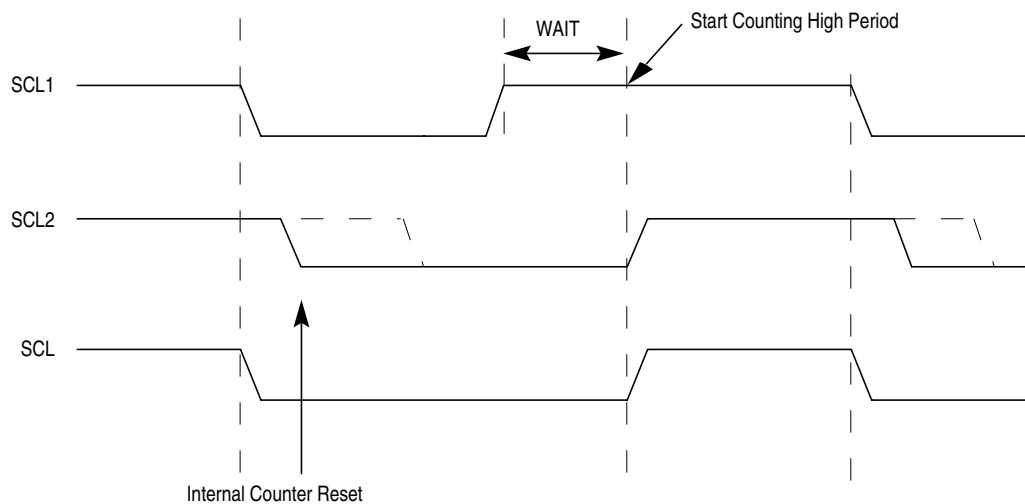 Start Counting High Period
WAIT
SCL1
SCL2
SCL
Internal Counter Reset